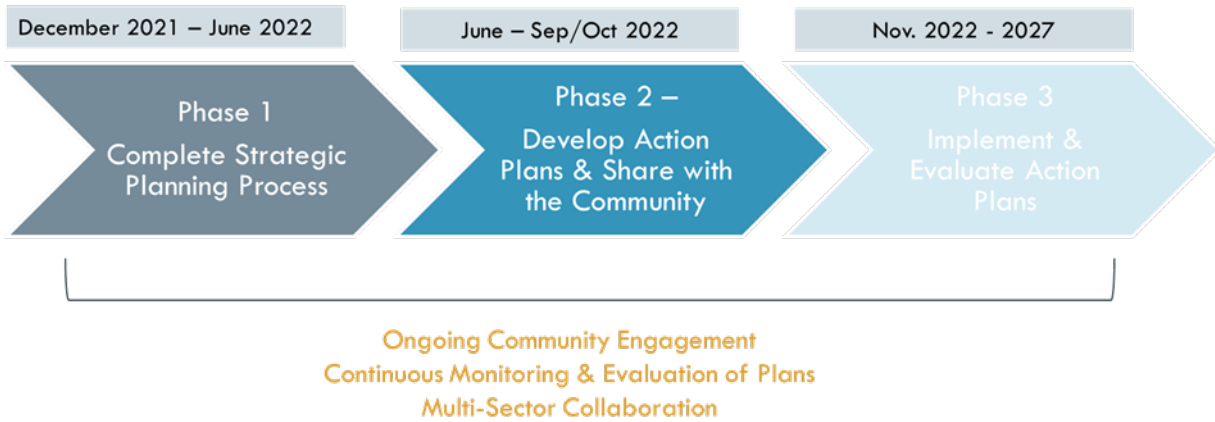 December 2021 – June 2022
June – Sep/Oct 2022
Nov. 2022 - 2027
Phase 1
Complete Strategic
Planning Process
Phase 2 –
Develop Action
Plans & Share with
the Community
Phase 3
Implement &
Evaluate Action
Plans
Ongoing Community Engagement
Continuous Monitoring & Evaluation of Plans
Multi-Sector Collaboration